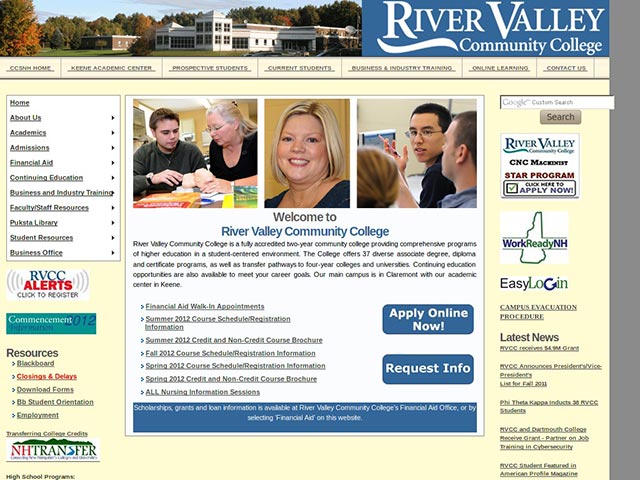 RIVER VALLEY
Community College
CCSNH HOME
KEENE ACADEMIC CENTER
PROSPECTIVE STUDENTS
CURRENT STUDENTS
BUSINESS & INDUSTRY TRAINING
ONLINE LEARNING
CONTACT US
Home
About Us
Academics
Admissions
Financial Aid
Continuing Education
Business and Industry Training
Faculty/Staff Resources
Puksta Library
Student Resources
Business Office
RVCC
ALERTS
CLICK TO REGISTER
Commencement
information 2012
Resources
Blackboard
Closings & Delays
Download Forms
Bb Student Orientation
Employment
Transferring College Credits
NHTRANSFER
High School Programs:
Welcome to
River Valley Community College
River Valley Community College is a fully accredited two-year community college providing comprehensive programs
of higher education in a student-centered environment. The College offers 37 diverse associate degree, diploma
and certificate programs, as well as transfer pathways to four-year colleges and universities. Continuing education
opportunities are also available to meet your career goals. Our main campus is in Claremont with our academic
center in Keene.
Financial Aid Walk-In Appointments
Summer 2012 Course Schedule/Registration
Information
Summer 2012 Credit and Non-Credit Course Brochure
Fall 2012 Course Schedule/Registration Information
Spring 2012 Course Schedule/Registration Information
Spring 2012 Credit and Non-Credit Course Brochure
ALL Nursing Information Sessions
Apply Online
Now!
Request Info
Scholarships, grants and loan information is available at River Valley Community College's Financial Aid Office, or by
selecting 'Financial Aid' on this website.
Google Custom Search
Search
RIVER VALLEY
Community College
CNC MACHINIST
STAR PROGRAM
CLICK HERE TO
APPLY NOW!
WorkReadyNH
EasyLogin
CAMPUS EVACUATION
PROCEDURE
Latest News
RVCC receives $4.9M Grant
RVCC Announces President's/Vice-
President's
List for Fall 2011
Phi Theta Kappa Inducts 38 RVCC
Students
RVCC and Dartmouth College
Receive Grant - Partner on Job
Training in Cybersecurity
RVCC Student Featured in
American Profile Magazine